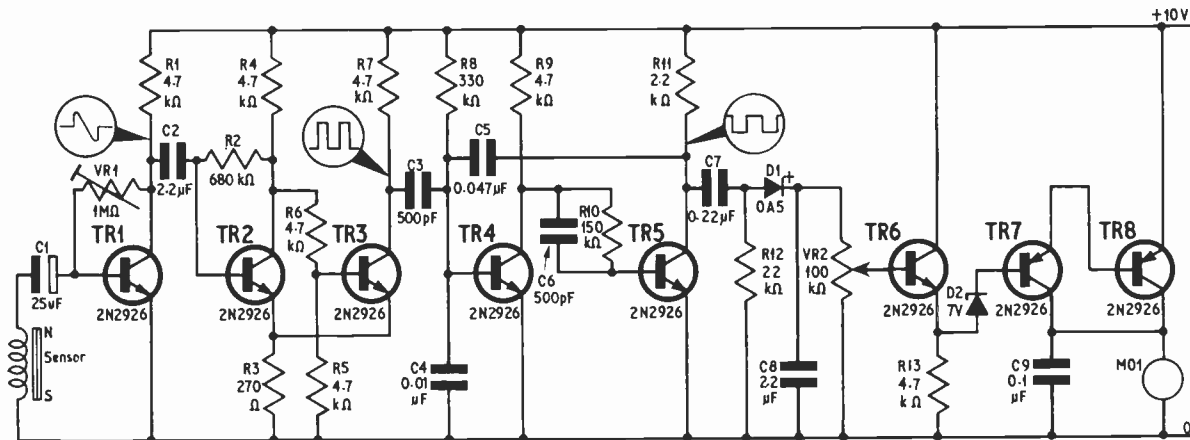 +10V
R1
4.7
kΩ
R4
4.7
kΩ
R7
4.7
kΩ
R8
330
kΩ
R9
4.7
kΩ
R11
2.2
kΩ
C2
2.2µF
R2
680kΩ
C5
0.047µF
C3
500pF
C7
0.22µF
D1
+
OA5
VR1
1MΩ
R6
4.7
kΩ
R10
150
kΩ
C6
500pF
TR1
2N2926
TR2
2N2926
TR3
2N2926
TR4
2N2926
TR5
2N2926
TR6
2N2926
TR7
2N2926
TR8
2N2926
C1
25µF
R12
22
kΩ
VR2
100
kΩ
D2
7V
N
Sensor
S
R3
270
Ω
R5
4.7
kΩ
C4
0.01
µF
C8
2.2
µF
R13
4.7
kΩ
C9
0.1
µF
M01
0